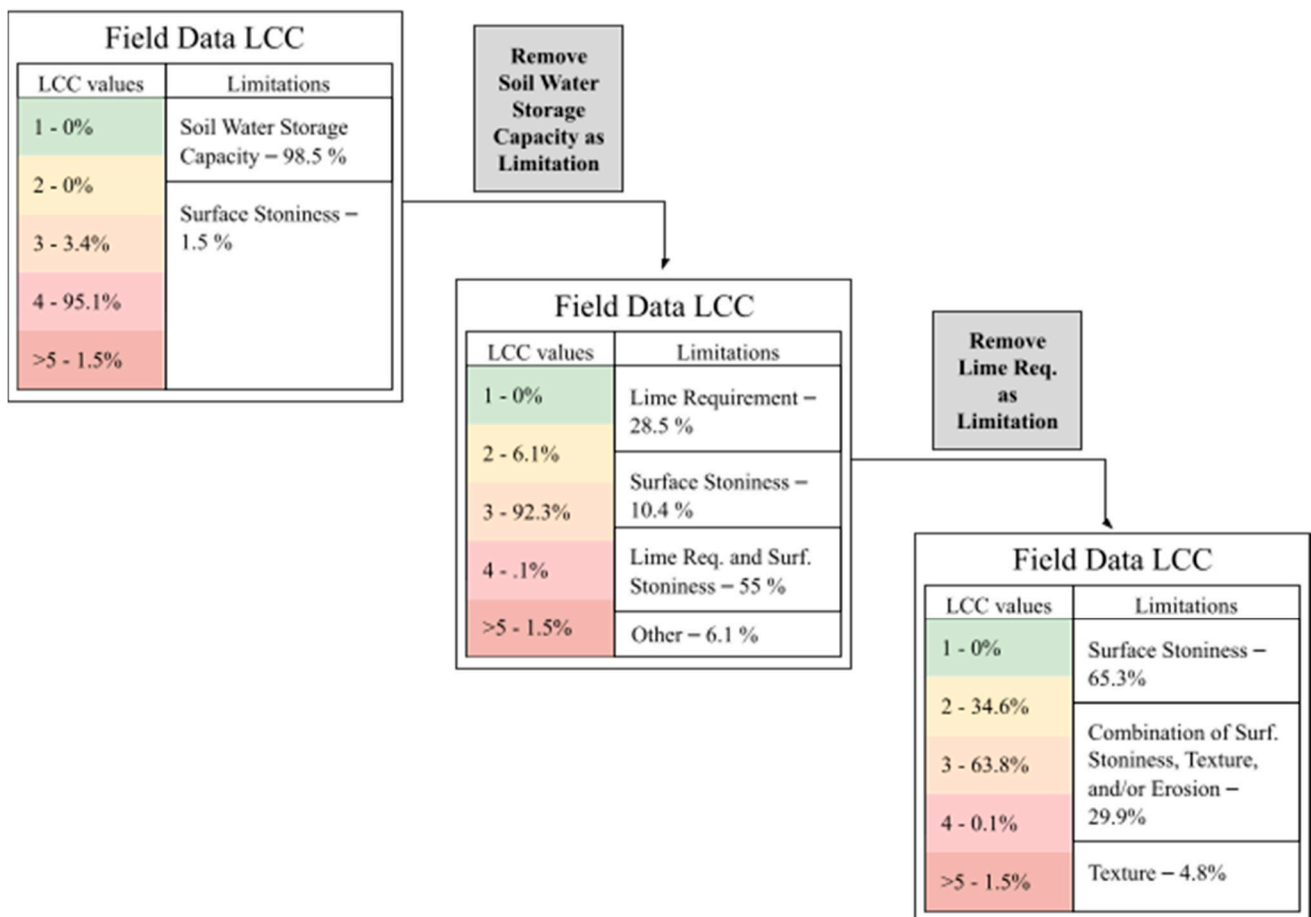 Field Data LCC
LCC values
Limitations
1 - 0%
2 - 0%
3 - 3.4%
4 - 95.1%
>5 - 1.5%
Soil Water Storage
Capacity – 98.5 %
Surface Stoniness –
1.5 %
Remove
Soil Water
Storage
Capacity as
Limitation
Field Data LCC
LCC values
Limitations
1 - 0%
2 - 6.1%
3 - 92.3%
4 - .1%
>5 - 1.5%
Lime Requirement –
28.5 %
Surface Stoniness –
10.4 %
Lime Req. and Surf.
Stoniness – 55 %
Other – 6.1 %
Remove
Lime Req.
as
Limitation
Field Data LCC
LCC values
Limitations
1 - 0%
2 - 34.6%
3 - 63.8%
4 - 0.1%
>5 - 1.5%
Surface Stoniness –
65.3%
Combination of Surf.
Stoniness, Texture,
and/or Erosion –
29.9%
Texture – 4.8%